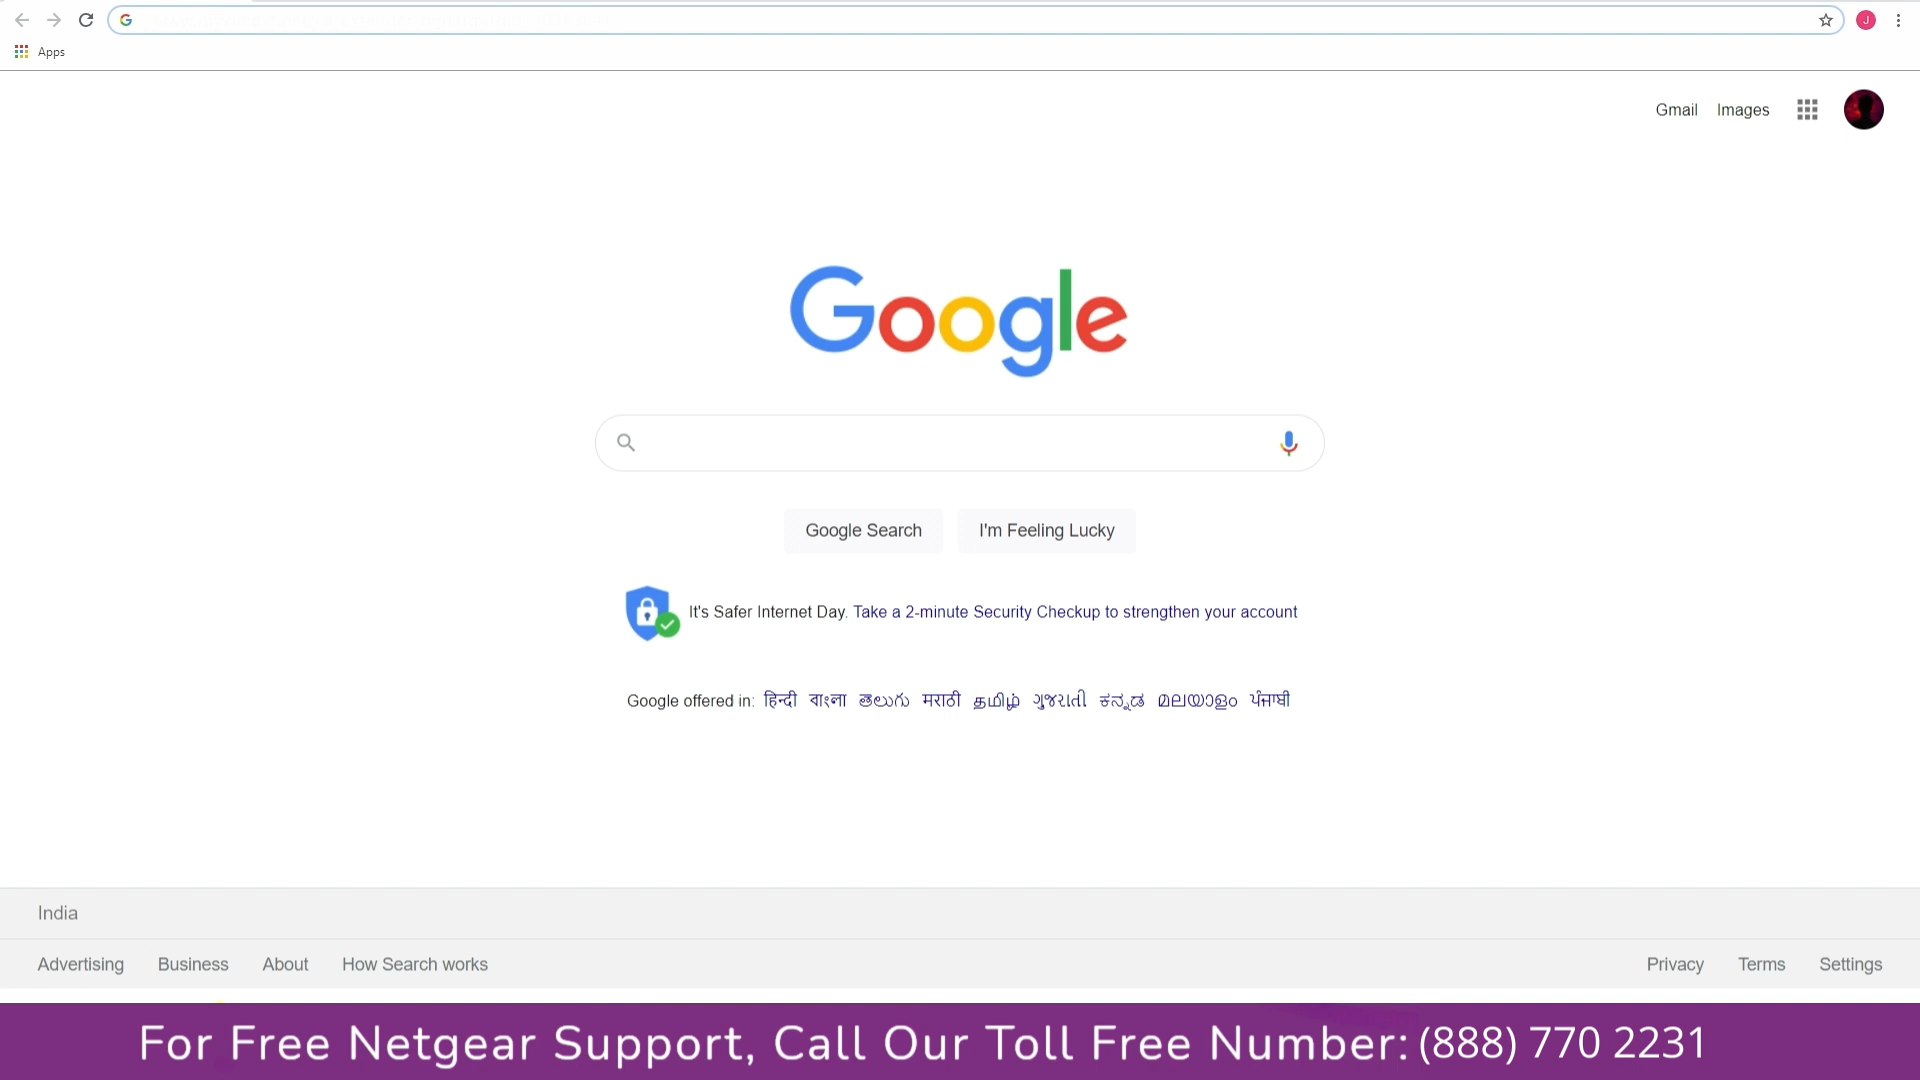 Apps
J
Gmail Images
Google
Google Search I'm Feeling Lucky
It's Safer Internet Day. Take a 2-minute Security Checkup to strengthen your account
Google offered in: हिन्दी বাংলা తెలుగు मराठी தமிழ் ગુજરાતી ಕನ್ನಡ മലയാളം ਪੰਜਾਬੀ
India
Advertising Business About How Search works Privacy Terms Settings
For Free Netgear Support, Call Our Toll Free Number: (888) 770 2231